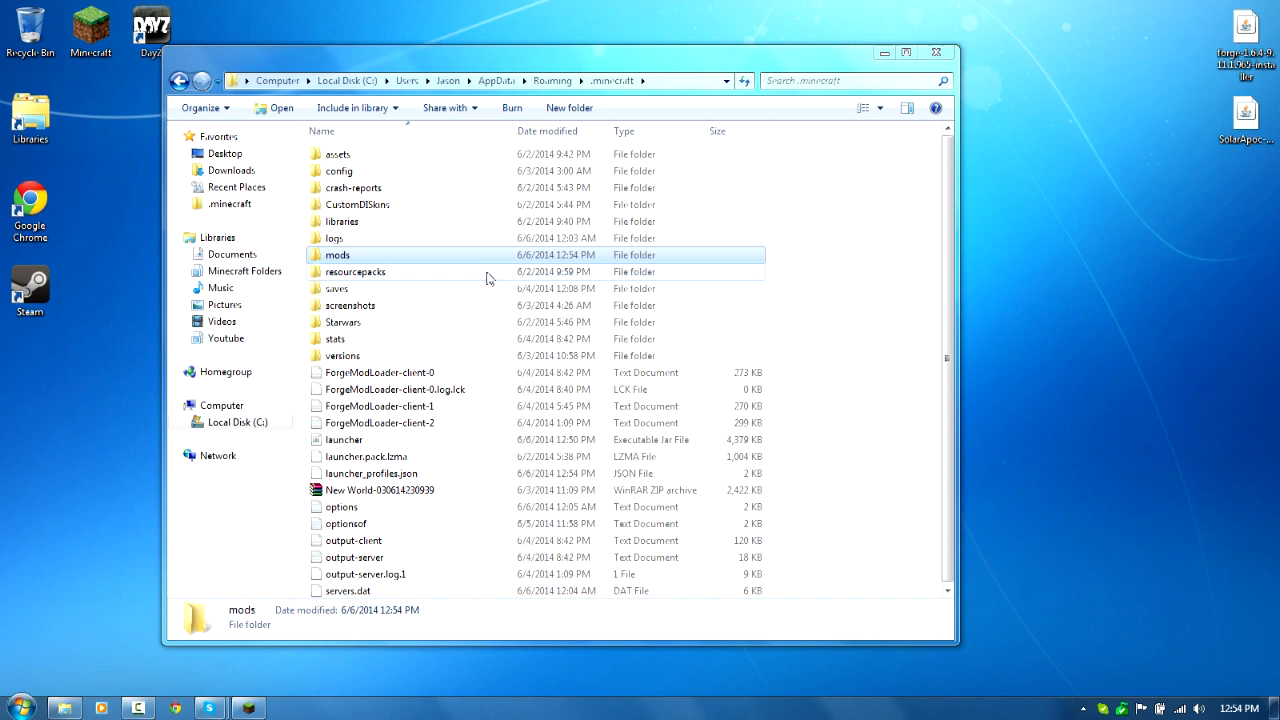 Recycle Bin
Minecraft
DAYZ
DayZ
Libraries
Google
Chrome
Steam
forge-1.6.4-9.
11.1.965-insta
ller
SolarApoc-...
Computer
Local Disk (C:)
Users
Jason
AppData
Roaming
.minecraft
Search .minecraft
Organize
Open
Include in library
Share with
Burn
New folder
Favorites
Desktop
Downloads
Recent Places
.minecraft
Libraries
Documents
Minecraft Folders
Music
Pictures
Videos
Youtube
Homegroup
Computer
Local Disk (C:)
Network
Name Date modified Type Size
assets 6/2/2014 9:42 PM File folder
config 6/3/2014 3:00 AM File folder
crash-reports 6/2/2014 5:43 PM File folder
CustomDISkins 6/2/2014 5:44 PM File folder
libraries 6/2/2014 9:40 PM File folder
logs 6/6/2014 12:03 AM File folder
mods 6/6/2014 12:54 PM File folder
resourcepacks 6/2/2014 9:59 PM File folder
saves 6/4/2014 12:08 PM File folder
screenshots 6/3/2014 4:26 AM File folder
Starwars 6/2/2014 5:46 PM File folder
stats 6/4/2014 8:42 PM File folder
versions 6/3/2014 10:58 PM File folder
ForgeModLoader-client-0 6/4/2014 8:42 PM Text Document 273 KB
ForgeModLoader-client-0.log.lck 6/4/2014 8:40 PM LCK File 0 KB
ForgeModLoader-client-1 6/4/2014 5:45 PM Text Document 270 KB
ForgeModLoader-client-2 6/4/2014 1:09 PM Text Document 299 KB
launcher 6/6/2014 12:50 PM Executable Jar File 4,379 KB
launcher.pack.lzma 6/2/2014 5:38 PM LZMA File 1,004 KB
launcher_profiles.json 6/6/2014 12:54 PM JSON File 2 KB
New World-030614230939 6/3/2014 11:09 PM WinRAR ZIP archive 2,422 KB
options 6/6/2014 12:05 AM Text Document 2 KB
optionsof 6/5/2014 11:58 PM Text Document 2 KB
output-client 6/4/2014 8:42 PM Text Document 120 KB
output-server 6/4/2014 8:42 PM Text Document 18 KB
output-server.log.1 6/4/2014 1:09 PM 1 File 9 KB
servers.dat 6/6/2014 12:04 AM DAT File 6 KB
mods Date modified: 6/6/2014 12:54 PM
File folder
12:54 PM